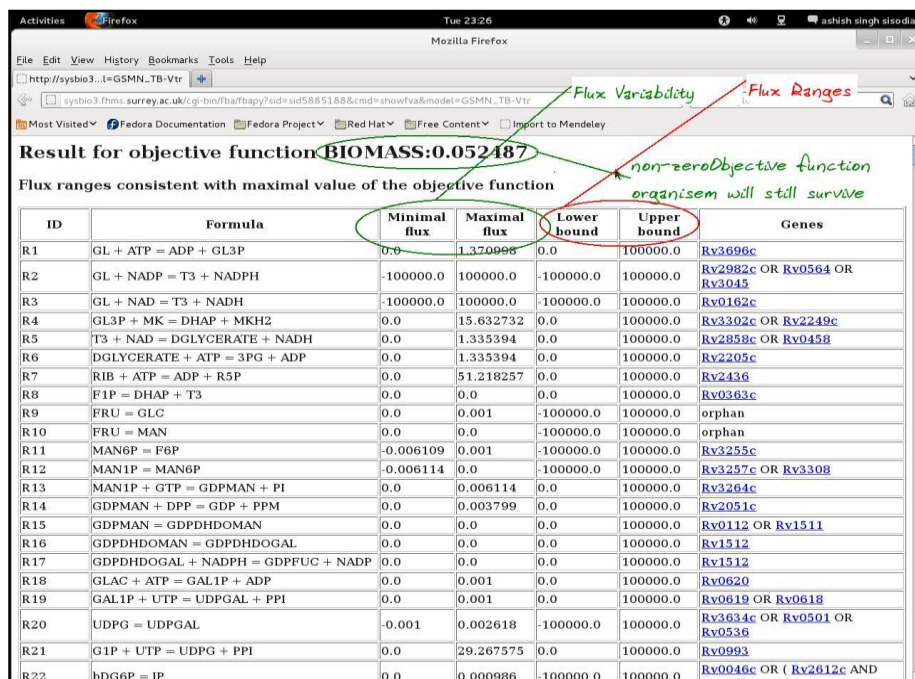 Activities Firefox Tue 23:26 ashish singh sisodia
Mozilla Firefox
File Edit View History Bookmarks Tools Help
http://sysbio3...l=GSMN_TB-Vtr
sysbio3.fhms.surrey.ac.uk/cgi-bin/fba/fbapy?sid=sid5885188&cmd=showfva&model=GSMN_TB-Vtr
Flux Variability
Flux Ranges
Most Visited Fedora Documentation Fedora Project Red Hat Free Content Import to Mendeley
Result for objective function BIOMASS:0.052487
non-zeroObjective function
organisem will still survive
Flux ranges consistent with maximal value of the objective function
ID Formula Minimal flux Maximal flux Lower bound Upper bound Genes
R1 GL + ATP = ADP + GL3P 0.0 1.370998 0.0 100000.0 Rv3696c
R2 GL + NADP = T3 + NADPH -100000.0 100000.0 -100000.0 100000.0 Rv2982c OR Rv0564 OR Rv3045
R3 GL + NAD = T3 + NADH -100000.0 100000.0 -100000.0 100000.0 Rv0162c
R4 GL3P + MK = DHAP + MKH2 0.0 15.632732 0.0 100000.0 Rv3302c OR Rv2249c
R5 T3 + NAD = DGLYCERATE + NADH 0.0 1.335394 0.0 100000.0 Rv2858c OR Rv0458
R6 DGLYCERATE + ATP = 3PG + ADP 0.0 1.335394 0.0 100000.0 Rv2205c
R7 RIB + ATP = ADP + R5P 0.0 51.218257 0.0 100000.0 Rv2436
R8 F1P = DHAP + T3 0.0 0.0 0.0 100000.0 Rv0363c
R9 FRU = GLC 0.0 0.001 -100000.0 100000.0 orphan
R10 FRU = MAN 0.0 0.0 -100000.0 100000.0 orphan
R11 MAN6P = F6P -0.006109 0.001 -100000.0 100000.0 Rv3255c
R12 MAN1P = MAN6P -0.006114 0.0 -100000.0 100000.0 Rv3257c OR Rv3308
R13 MAN1P + GTP = GDPMAN + PI 0.0 0.006114 0.0 100000.0 Rv3264c
R14 GDPMAN + DPP = GDP + PPM 0.0 0.003799 0.0 100000.0 Rv2051c
R15 GDPMAN = GDPDHDOMAN 0.0 0.0 0.0 100000.0 Rv0112 OR Rv1511
R16 GDPDHDOMAN = GDPDHDOGAL 0.0 0.0 0.0 100000.0 Rv1512
R17 GDPDHDOGAL + NADPH = GDPFUC + NADP 0.0 0.0 0.0 100000.0 Rv1512
R18 GLAC + ATP = GAL1P + ADP 0.0 0.001 0.0 100000.0 Rv0620
R19 GAL1P + UTP = UDPGAL + PPI 0.0 0.001 0.0 100000.0 Rv0619 OR Rv0618
R20 UDPG = UDPGAL -0.001 0.002618 -100000.0 100000.0 Rv3634c OR Rv0501 OR Rv0536
R21 G1P + UTP = UDPG + PPI 0.0 29.267575 0.0 100000.0 Rv0993
R22 bDG6P = IP 0.0 0.000986 -100000.0 100000.0 Rv0046c OR ( Rv2612c AND